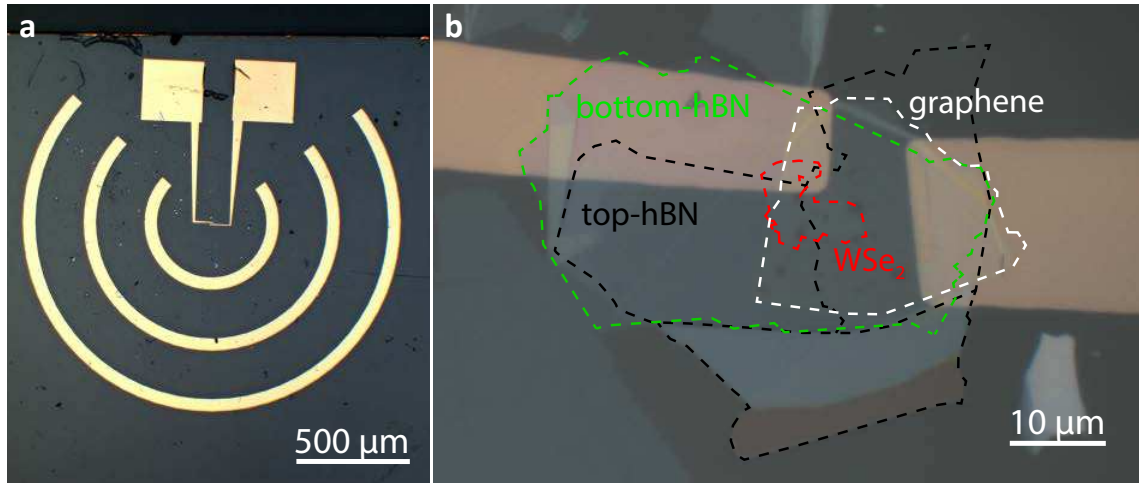 a
500 µm
b
graphene
bottom-hBN
top-hBN
WSe₂
10 µm